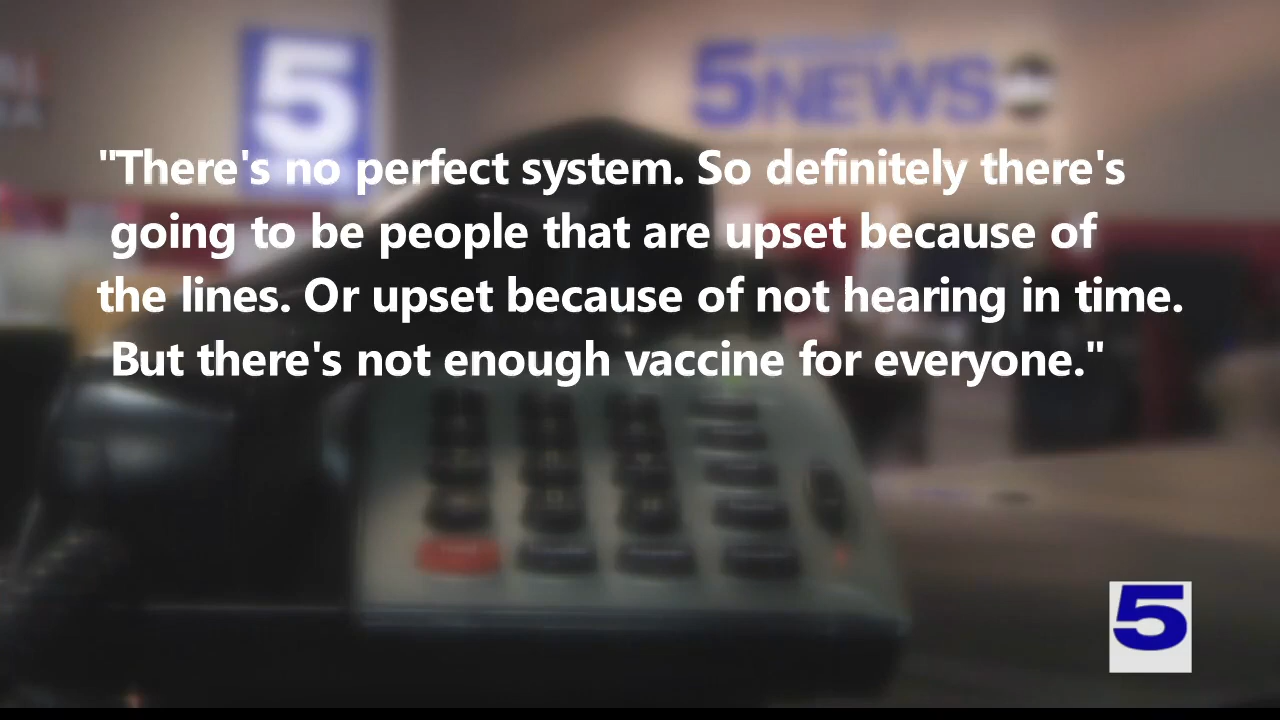 5
5NEWS
"There's no perfect system. So definitely there's
going to be people that are upset because of
the lines. Or upset because of not hearing in time.
But there's not enough vaccine for everyone."
5